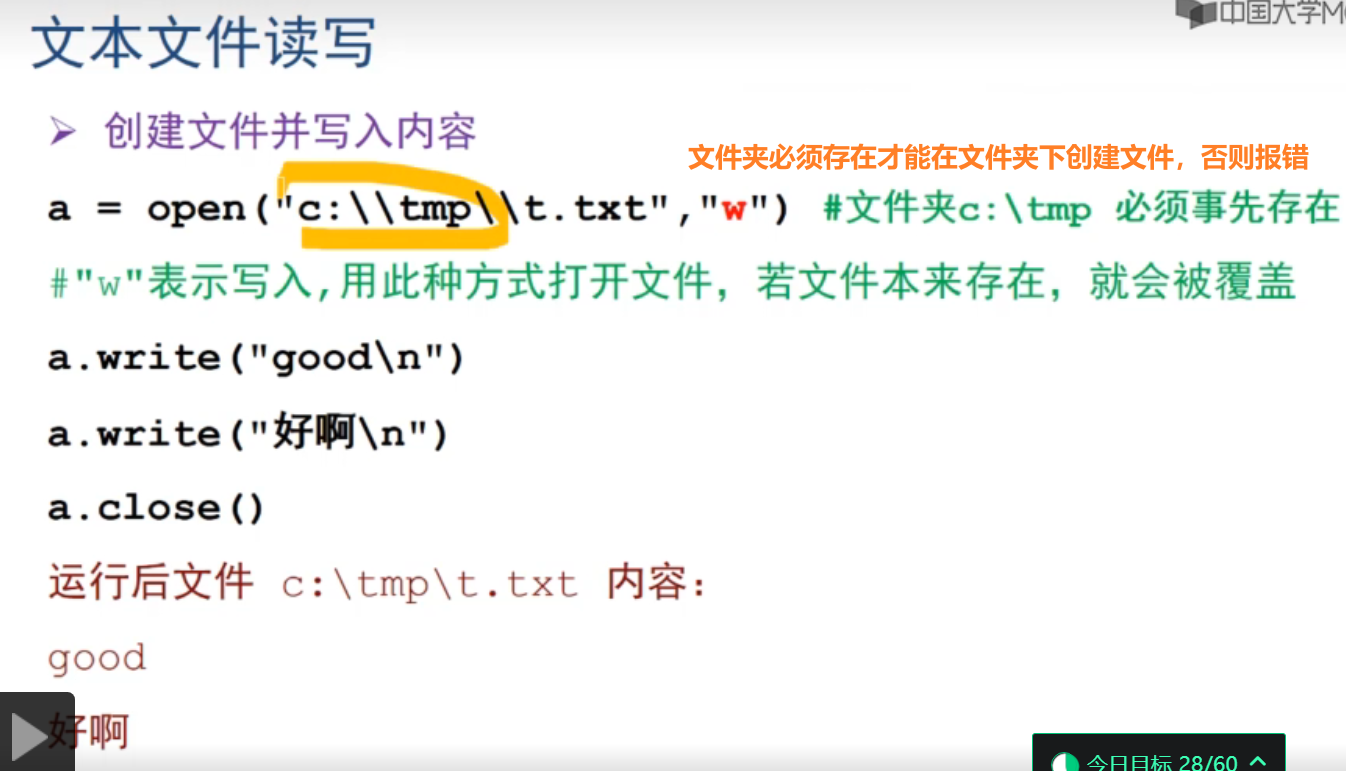 中国大学M
文本文件读写
➢ 创建文件并写入内容
文件夹必须存在才能在文件夹下创建文件，否则报错
a = open("c:\\tmp\\t.txt","w") #文件夹c:\tmp 必须事先存在
#"w"表示写入,用此种方式打开文件，若文件本来存在，就会被覆盖
a.write("good\n")
a.write("好啊\n")
a.close()
运行后文件 c:\tmp\t.txt 内容：
good
好啊
今日目标 28/60